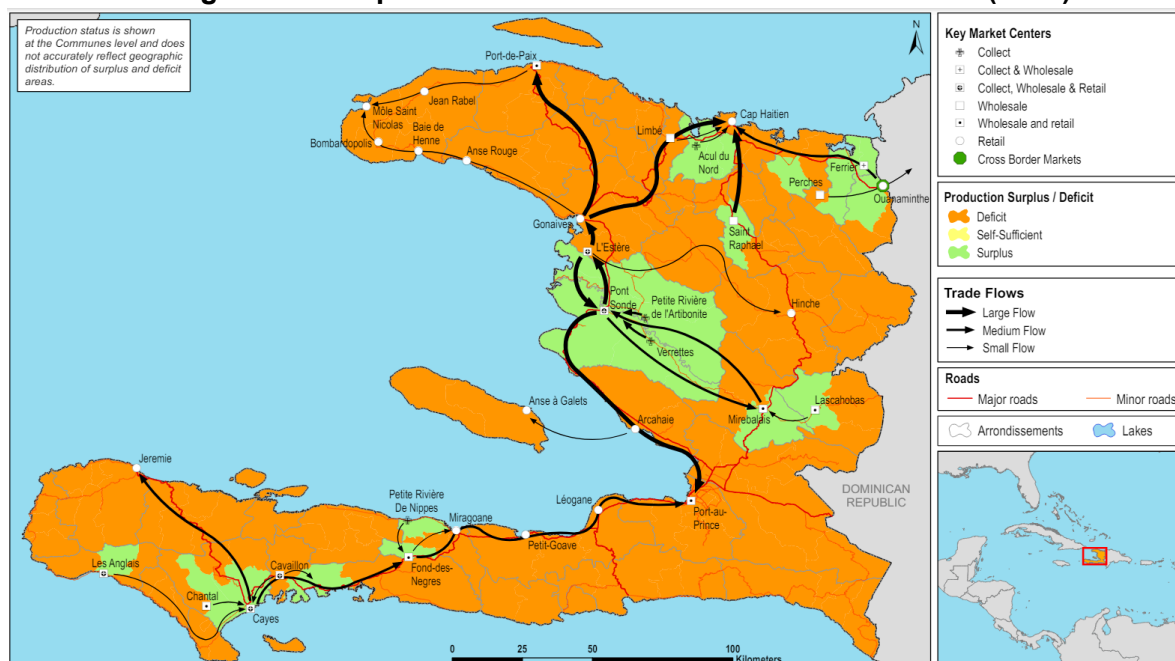 Production status is shown
at the Communes level and does
not accurately reflect geographic
distribution of surplus and deficit
areas.
N
Port-de-Paix
Jean Rabel
Môle Saint
Nicolas
Bombardopolis
Baie de
Henne
Anse Rouge
Gonaives
L'Estère
Limbé
Cap Haitien
Acul du
Nord
Ferrier
Perches
Ouanaminthe
Saint
Raphael
Pont
Sonde
Petite Rivière
de l'Artibonite
Verrettes
Hinche
Lascahobas
Mirebalais
Anse à Galets
Arcahaie
DOMINICAN
REPUBLIC
Port-au-
Prince
Léogane
Petit-Goave
Miragoane
Petite Rivière
De Nippes
Fond-des-
Negres
Jeremie
Les Anglais
Cavaillon
Chantal
Cayes
0 25 50 100
Kilometers
Key Market Centers
Collect
Collect & Wholesale
Collect, Wholesale & Retail
Wholesale
Wholesale and retail
Retail
Cross Border Markets
Production Surplus / Deficit
Deficit
Self-Sufficient
Surplus
Trade Flows
Large Flow
Medium Flow
Small Flow
Roads
Major roads
Minor roads
Arrondissements
Lakes